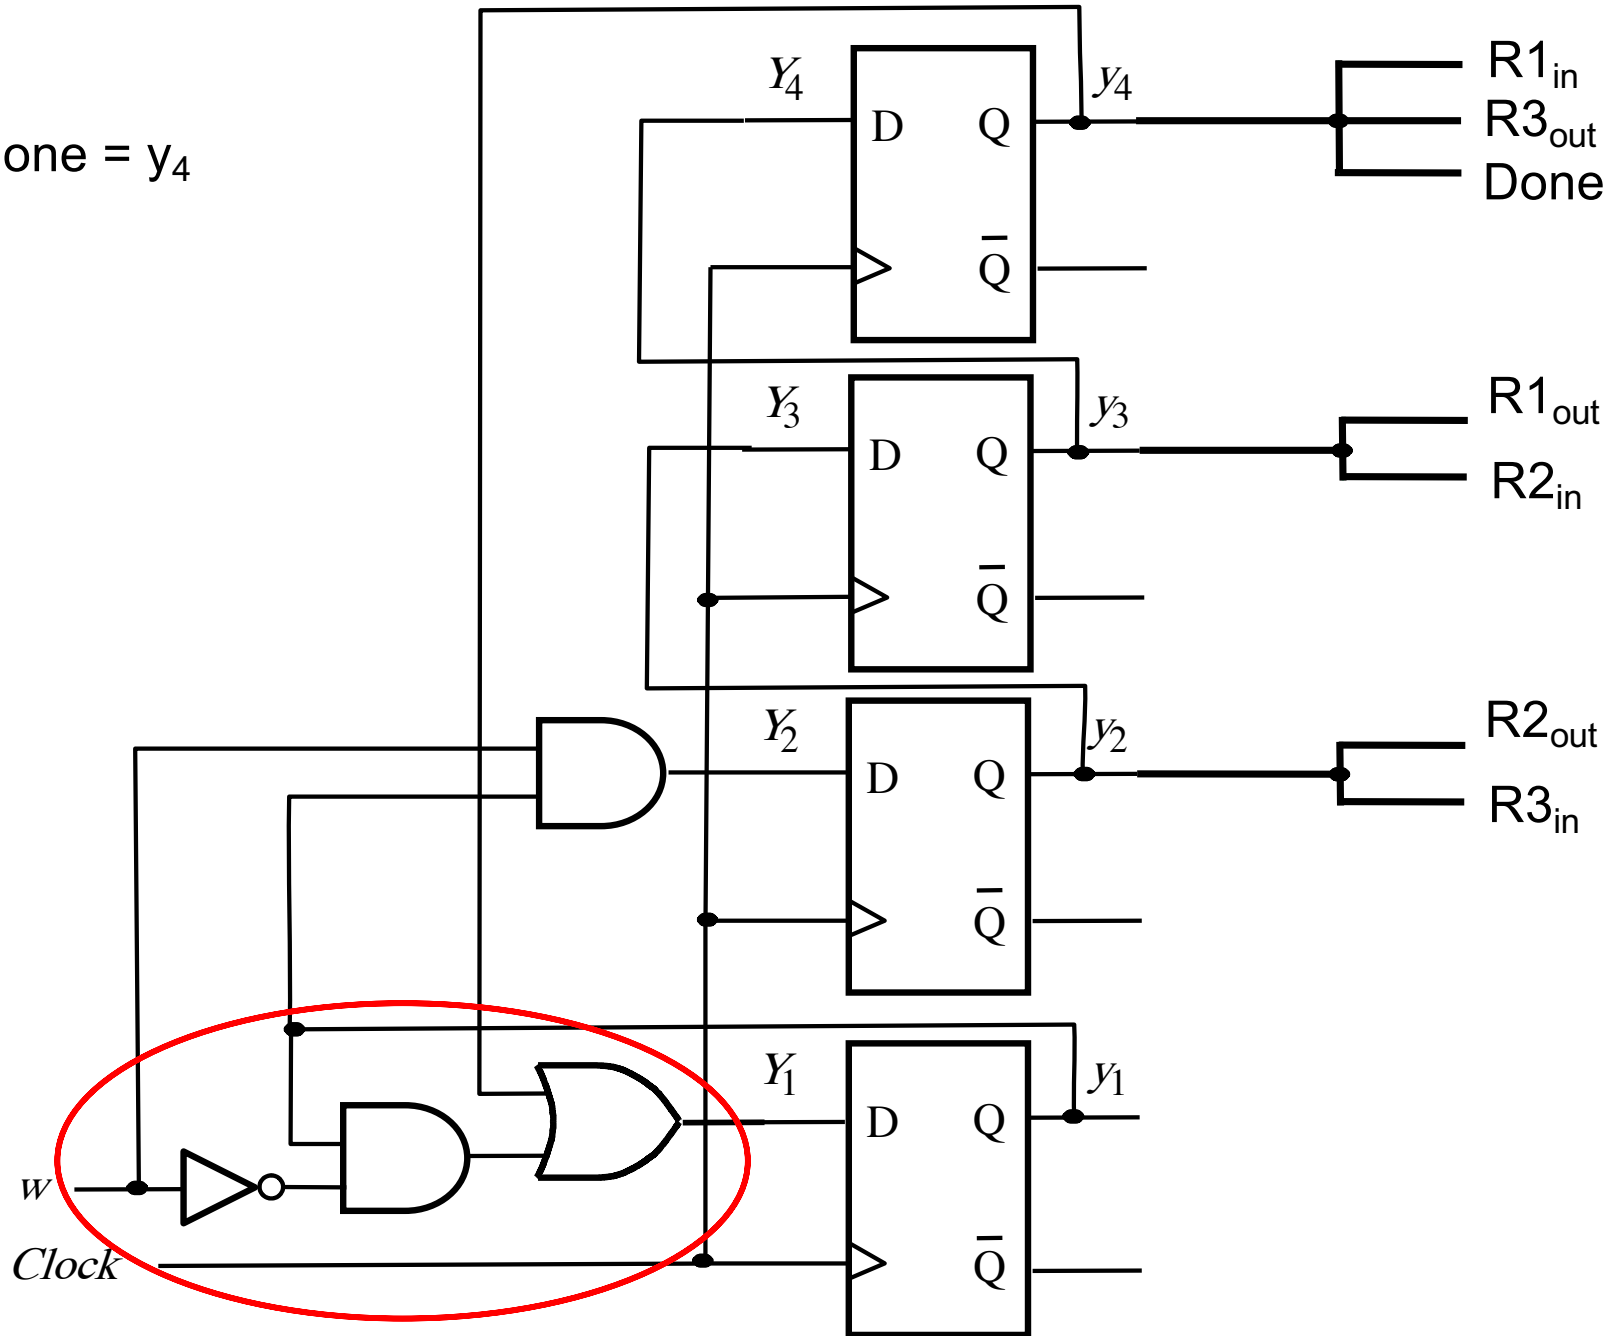 one = y4
Y4
D
Q
Q̅
y4
R1in
R3out
Done
Y3
D
Q
Q̅
y3
R1out
R2in
Y2
D
Q
Q̅
y2
R2out
R3in
Y1
D
Q
Q̅
y1
w
Clock